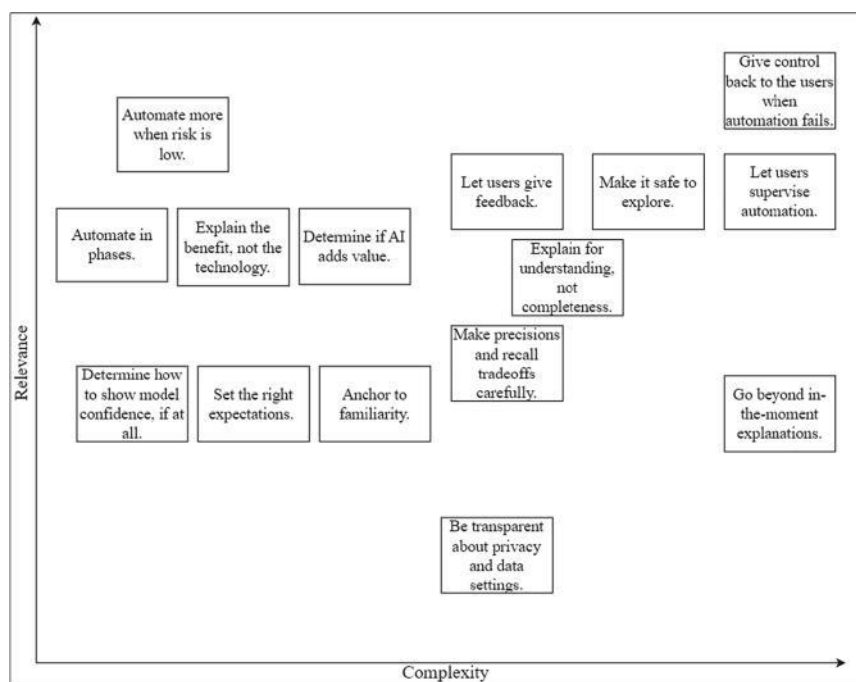 Give control
back to the users
when
automation fails.
Automate more
when risk is
low.
Let users give
feedback.
Make it safe to
explore.
Let users
supervise
automation.
Automate in
phases.
Explain the
benefit, not the
technology.
Determine if AI
adds value.
Explain for
understanding,
not
completeness.
Make precisions
and recall
tradeoffs
carefully.
Determine how
to show model
confidence, if at
all.
Set the right
expectations.
Anchor to
familiarity.
Go beyond in-
the-moment
explanations.
Be transparent
about privacy
and data
settings.
Relevance
Complexity